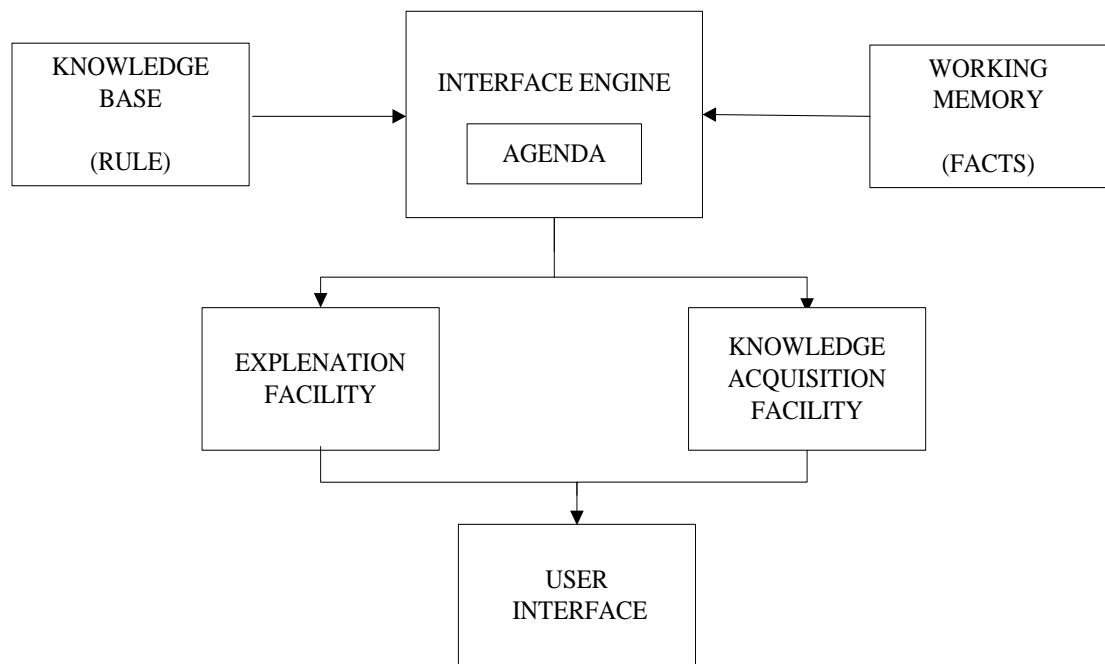 KNOWLEDGE
BASE
(RULE)
INTERFACE ENGINE
AGENDA
WORKING
MEMORY
(FACTS)
EXPLENATION
FACILITY
KNOWLEDGE
ACQUISITION
FACILITY
USER
INTERFACE